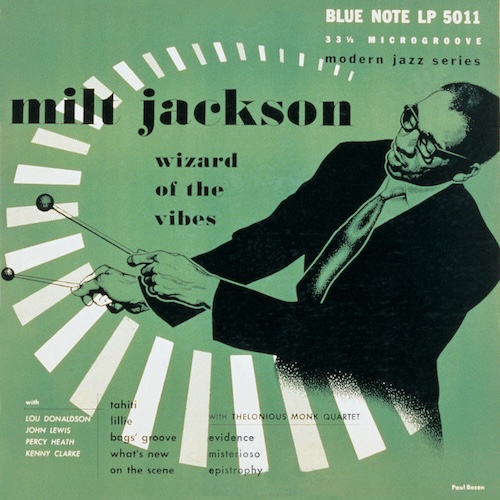 BLUE NOTE LP 5011
33 1/3 MICROGROOVE
modern jazz series
milt jackson
wizard
of the
vibes
with
LOU DONALDSON
JOHN LEWIS
PERCY HEATH
KENNY CLARKE
tahiti
lillie
bags' groove
what's new
on the scene
WITH THELONIOUS MONK QUARTET
evidence
misterioso
epistrophy
Paul Bacon